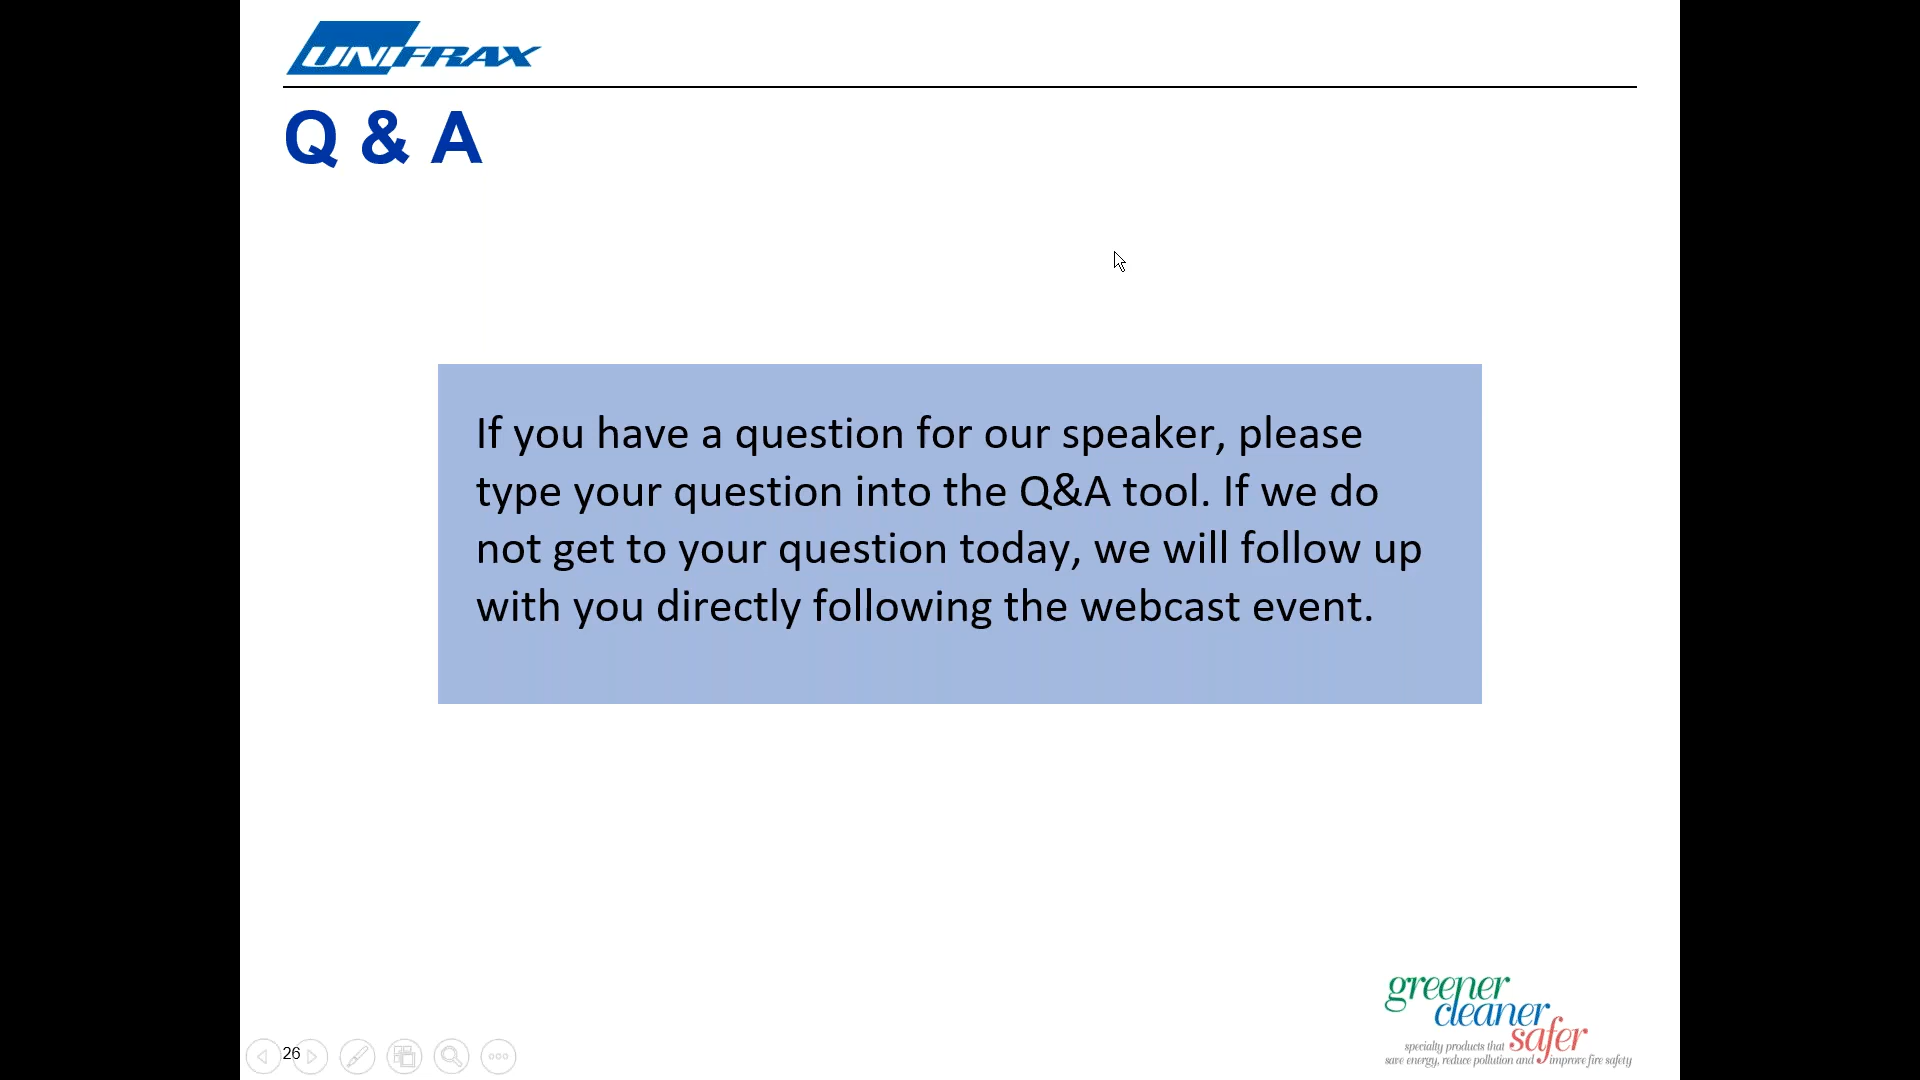 UNIFRAX
Q & A
If you have a question for our speaker, please
type your question into the Q&A tool. If we do
not get to your question today, we will follow up
with you directly following the webcast event.
26
greener
cleaner
safer
specialty products that
save energy, reduce pollution and improve fire safety